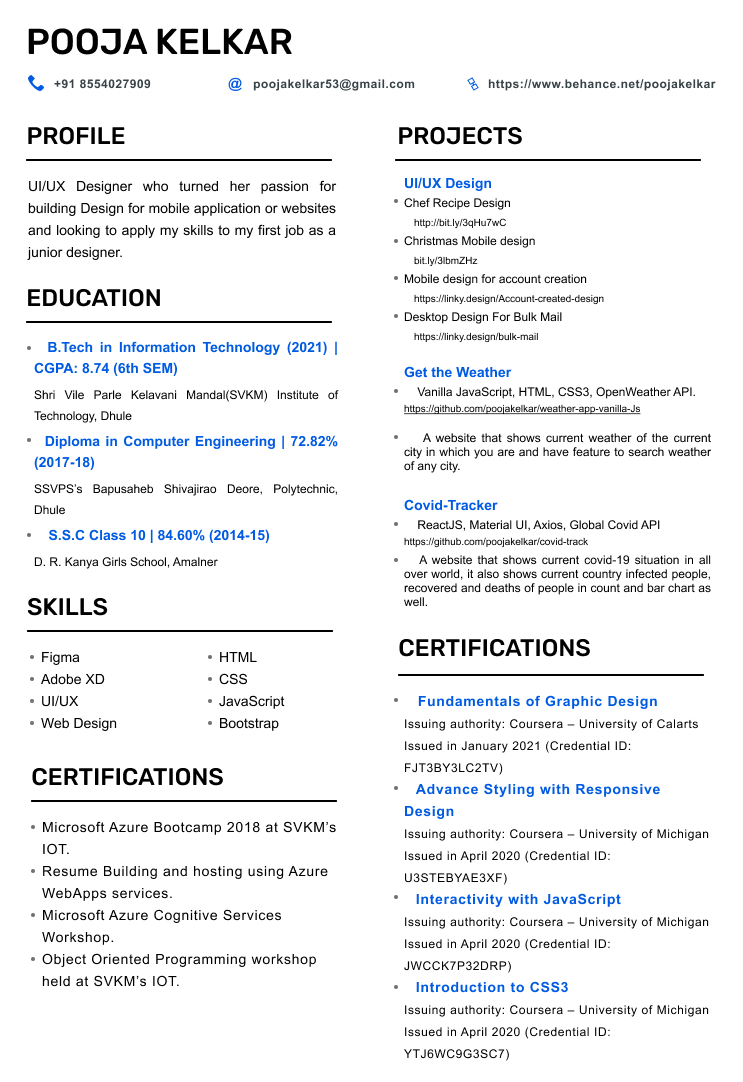 POOJA KELKAR
+91 8554027909
poojakelkar53@gmail.com
https://www.behance.net/poojakelkar
PROFILE
UI/UX Designer who turned her passion for
building Design for mobile application or websites
and looking to apply my skills to my first job as a
junior designer.
EDUCATION
• B.Tech in Information Technology (2021) |
CGPA: 8.74 (6th SEM)
Shri Vile Parle Kelavani Mandal(SVKM) Institute of
Technology, Dhule
• Diploma in Computer Engineering | 72.82%
(2017-18)
SSVPS’s Bapusaheb Shivajirao Deore, Polytechnic,
Dhule
• S.S.C Class 10 | 84.60% (2014-15)
D. R. Kanya Girls School, Amalner
SKILLS
• Figma
• Adobe XD
• UI/UX
• Web Design
• HTML
• CSS
• JavaScript
• Bootstrap
CERTIFICATIONS
• Microsoft Azure Bootcamp 2018 at SVKM’s
IOT.
• Resume Building and hosting using Azure
WebApps services.
• Microsoft Azure Cognitive Services
Workshop.
• Object Oriented Programming workshop
held at SVKM’s IOT.
PROJECTS
UI/UX Design
• Chef Recipe Design
http://bit.ly/3qHu7wC
• Christmas Mobile design
bit.ly/3lbmZHz
• Mobile design for account creation
https://linky.design/Account-created-design
• Desktop Design For Bulk Mail
https://linky.design/bulk-mail
Get the Weather
• Vanilla JavaScript, HTML, CSS3, OpenWeather API.
https://github.com/poojakelkar/weather-app-vanilla-Js
• A website that shows current weather of the current
city in which you are and have feature to search weather
of any city.
Covid-Tracker
• ReactJS, Material UI, Axios, Global Covid API
https://github.com/poojakelkar/covid-track
• A website that shows current covid-19 situation in all
over world, it also shows current country infected people,
recovered and deaths of people in count and bar chart as
well.
CERTIFICATIONS
• Fundamentals of Graphic Design
Issuing authority: Coursera – University of Calarts
Issued in January 2021 (Credential ID:
FJT3BY3LC2TV)
• Advance Styling with Responsive
Design
Issuing authority: Coursera – University of Michigan
Issued in April 2020 (Credential ID:
U3STEBYAE3XF)
• Interactivity with JavaScript
Issuing authority: Coursera – University of Michigan
Issued in April 2020 (Credential ID:
JWCCK7P32DRP)
• Introduction to CSS3
Issuing authority: Coursera – University of Michigan
Issued in April 2020 (Credential ID:
YTJ6WC9G3SC7)